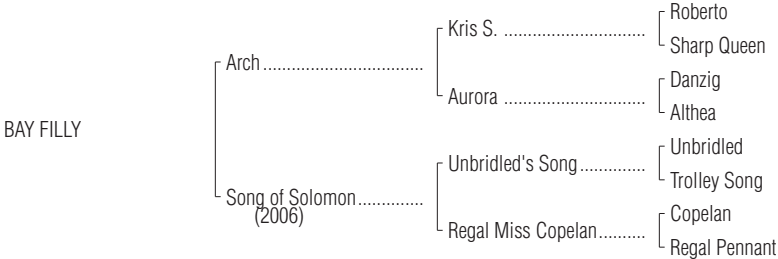 Roberto
Kris S. ..............................
Sharp Queen
Arch..................................
Danzig
Aurora ..............................
Althea
BAY FILLY
Unbridled
Unbridled's Song..............
Trolley Song
Song of Solomon..............
(2006)
Copelan
Regal Miss Copelan..........
Regal Pennant